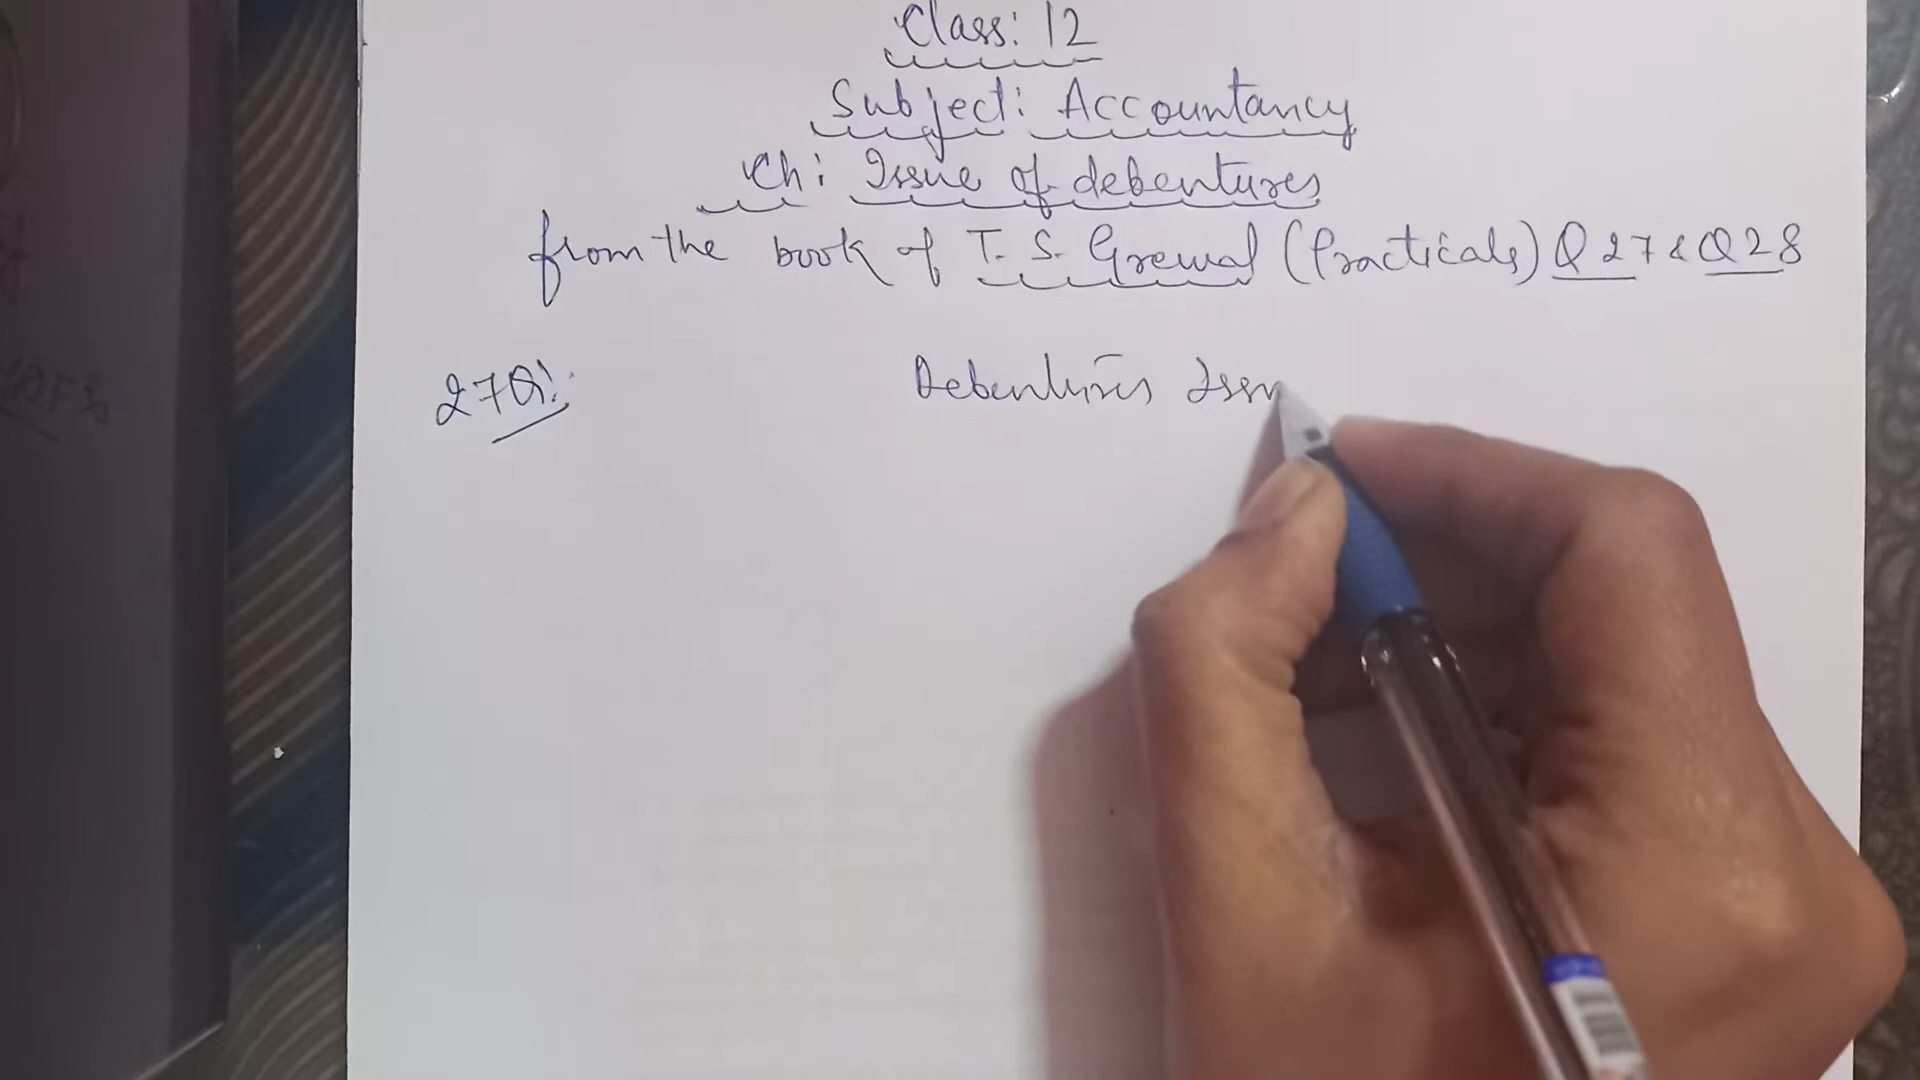 Class: 12
Subject: Accountancy
Ch: Issue of debentures
from the book of T. S. Grewal (Practicals) Q 27 & Q 28
27Q!:
Debentures Issu